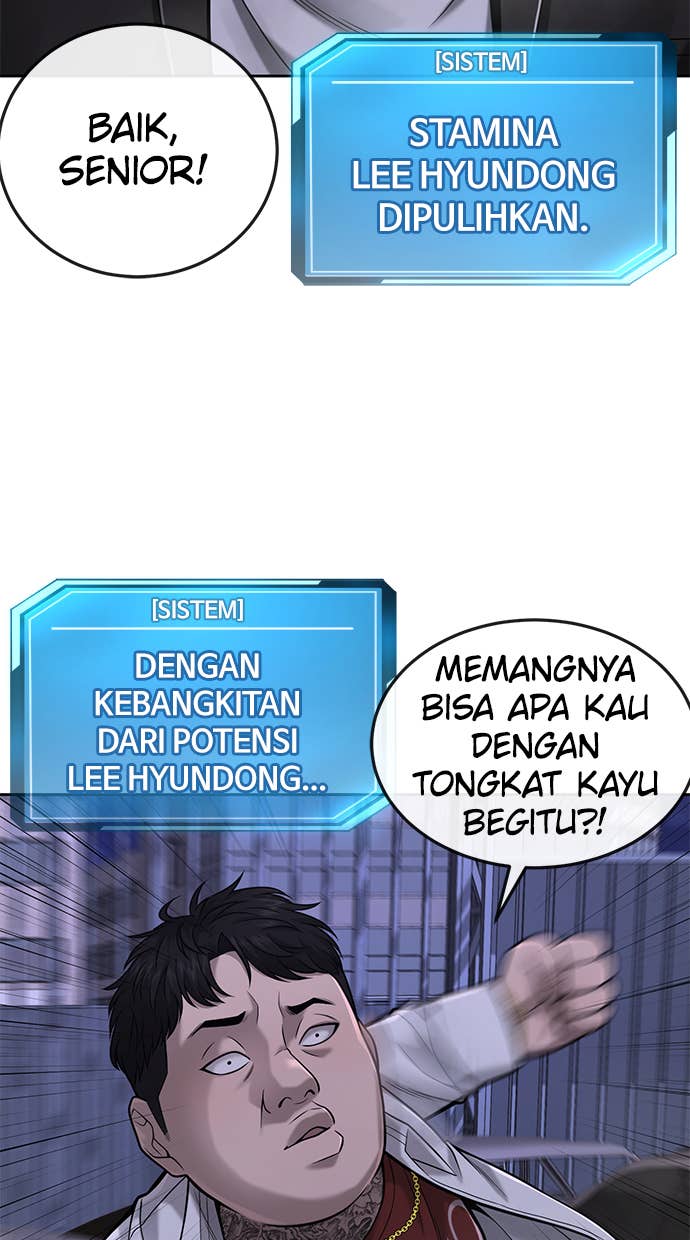 BAIK,
SENIOR!
[SISTEM]
STAMINA
LEE HYUNDONG
DIPULIHKAN.
[SISTEM]
DENGAN
KEBANGKITAN
DARI POTENSI
LEE HYUNDONG...
MEMANGNYA
BISA APA KAU
DENGAN
TONGKAT KAYU
BEGITU?!